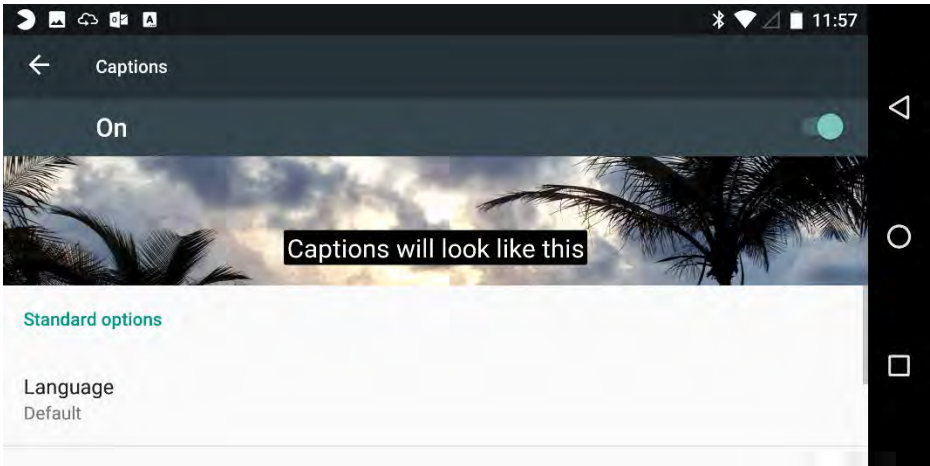 11:57
Captions
On
Captions will look like this
Standard options
Language
Default